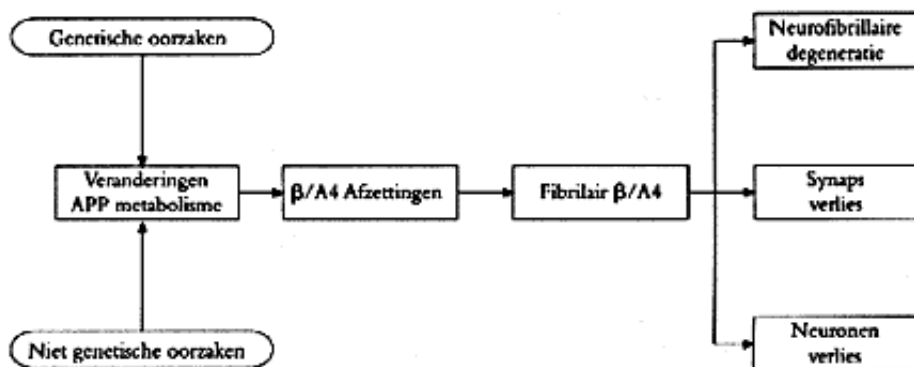 Genetische oorzaken
Neurofibrillaire
degeneratie
Veranderingen
APP metabolisme
β/A4 Afzettingen
Fibrilair β/A4
Synaps
verlies
Niet genetische oorzaken
Neuronen
verlies